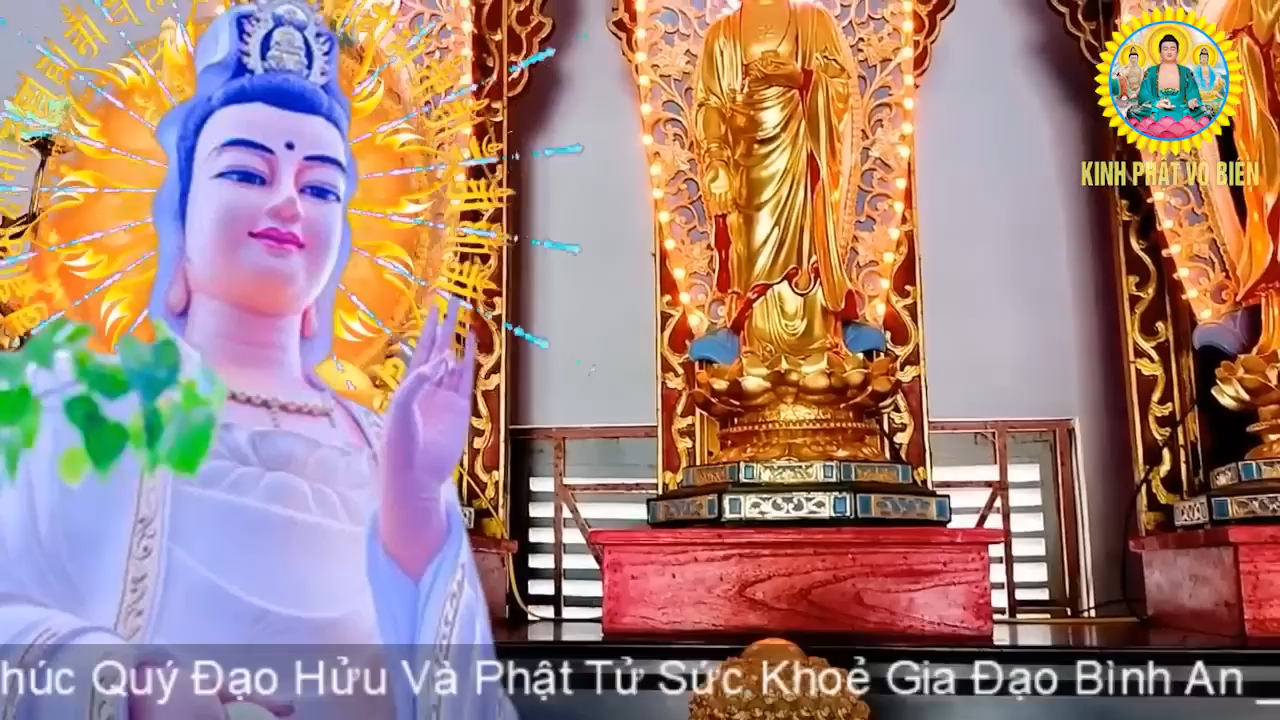 KINH PHẬT VÔ BIÊN
húc Quý Đạo Hửu Và Phật Tử Sức Khoẻ Gia Đạo Bình An _